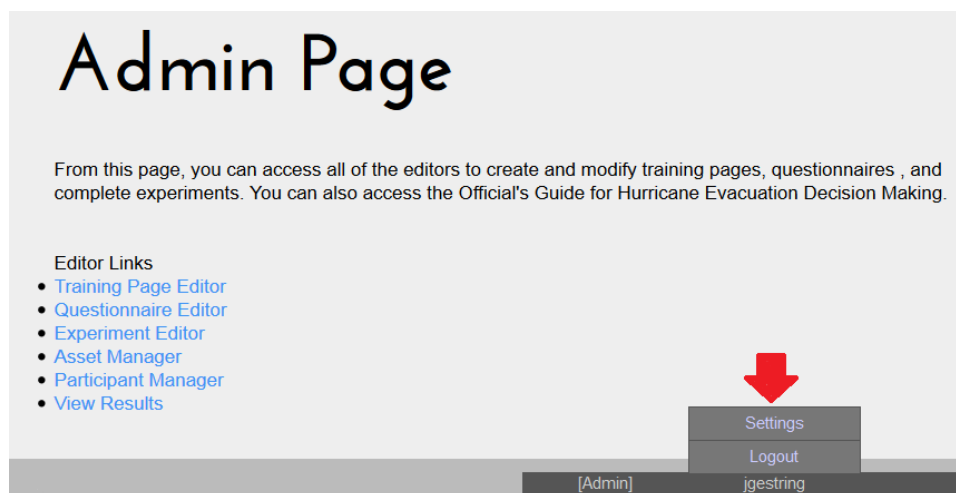 Admin Page
From this page, you can access all of the editors to create and modify training pages, questionnaires , and
complete experiments. You can also access the Official's Guide for Hurricane Evacuation Decision Making.
Editor Links
Training Page Editor
Questionnaire Editor
Experiment Editor
Asset Manager
Participant Manager
View Results
Settings
Logout
[Admin] jgestring